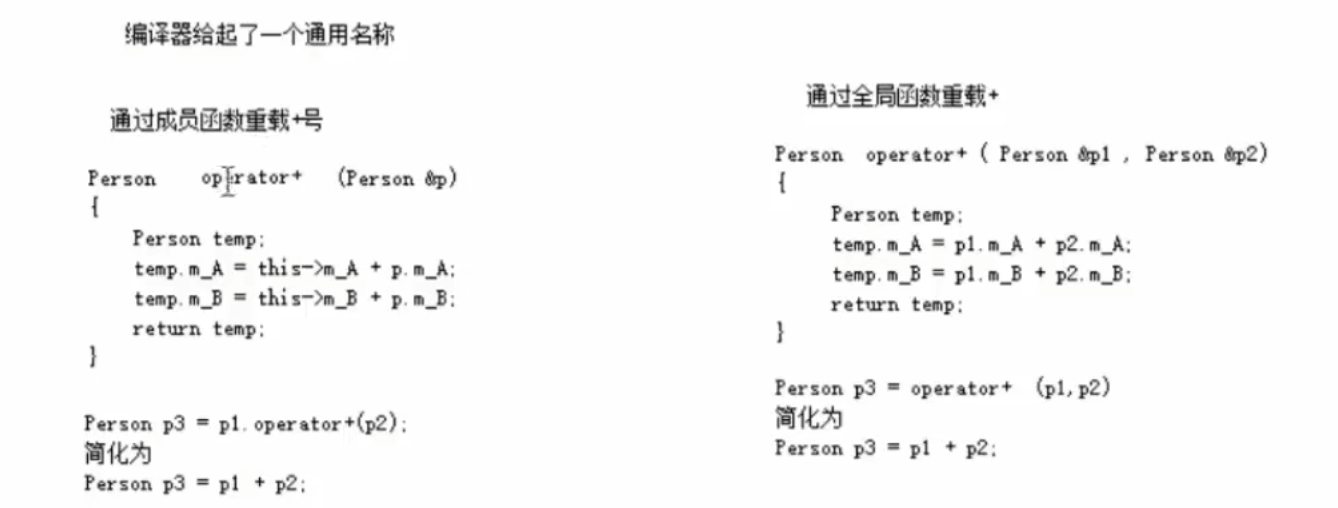 编译器给起了一个通用名称
通过成员函数重载+号
Person operator+ (Person &p)
{
Person temp;
temp.m_A = this->m_A + p.m_A;
temp.m_B = this->m_B + p.m_B;
return temp;
}
Person p3 = p1.operator+(p2);
简化为
Person p3 = p1 + p2;
通过全局函数重载+
Person operator+ ( Person &p1 , Person &p2)
{
Person temp;
temp.m_A = p1.m_A + p2.m_A;
temp.m_B = p1.m_B + p2.m_B;
return temp;
}
Person p3 = operator+ (p1,p2)
简化为
Person p3 = p1 + p2;